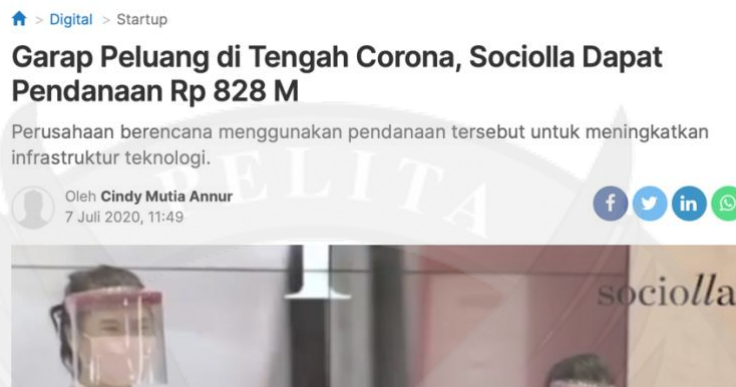 > Digital > Startup
Garap Peluang di Tengah Corona, Sociolla Dapat
Pendanaan Rp 828 M
Perusahaan berencana menggunakan pendanaan tersebut untuk meningkatkan
infrastruktur teknologi.
PELITA
Oleh Cindy Mutia Annur
7 Juli 2020, 11:49
sociolla